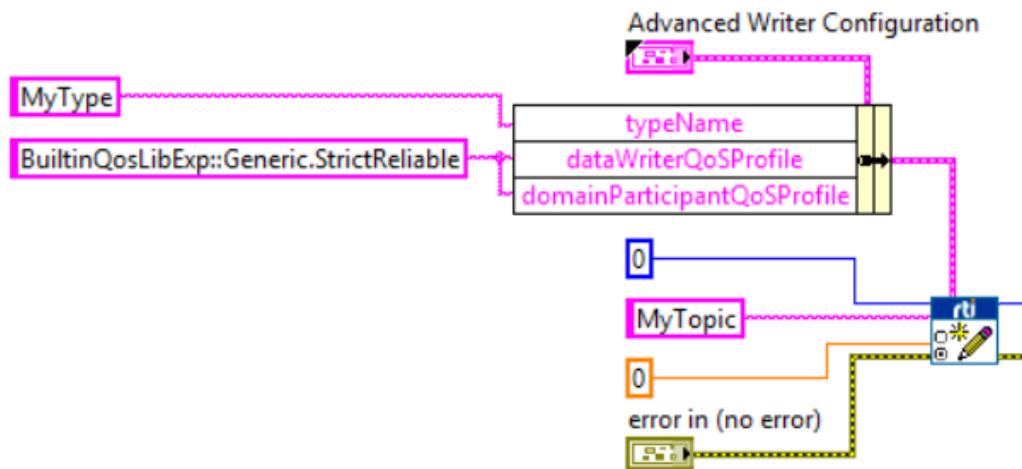 Advanced Writer Configuration
MyType
typeName
BuiltinQosLibExp::Generic.StrictReliable
dataWriterQoSProfile
domainParticipantQoSProfile
0
rti
MyTopic
0
error in (no error)